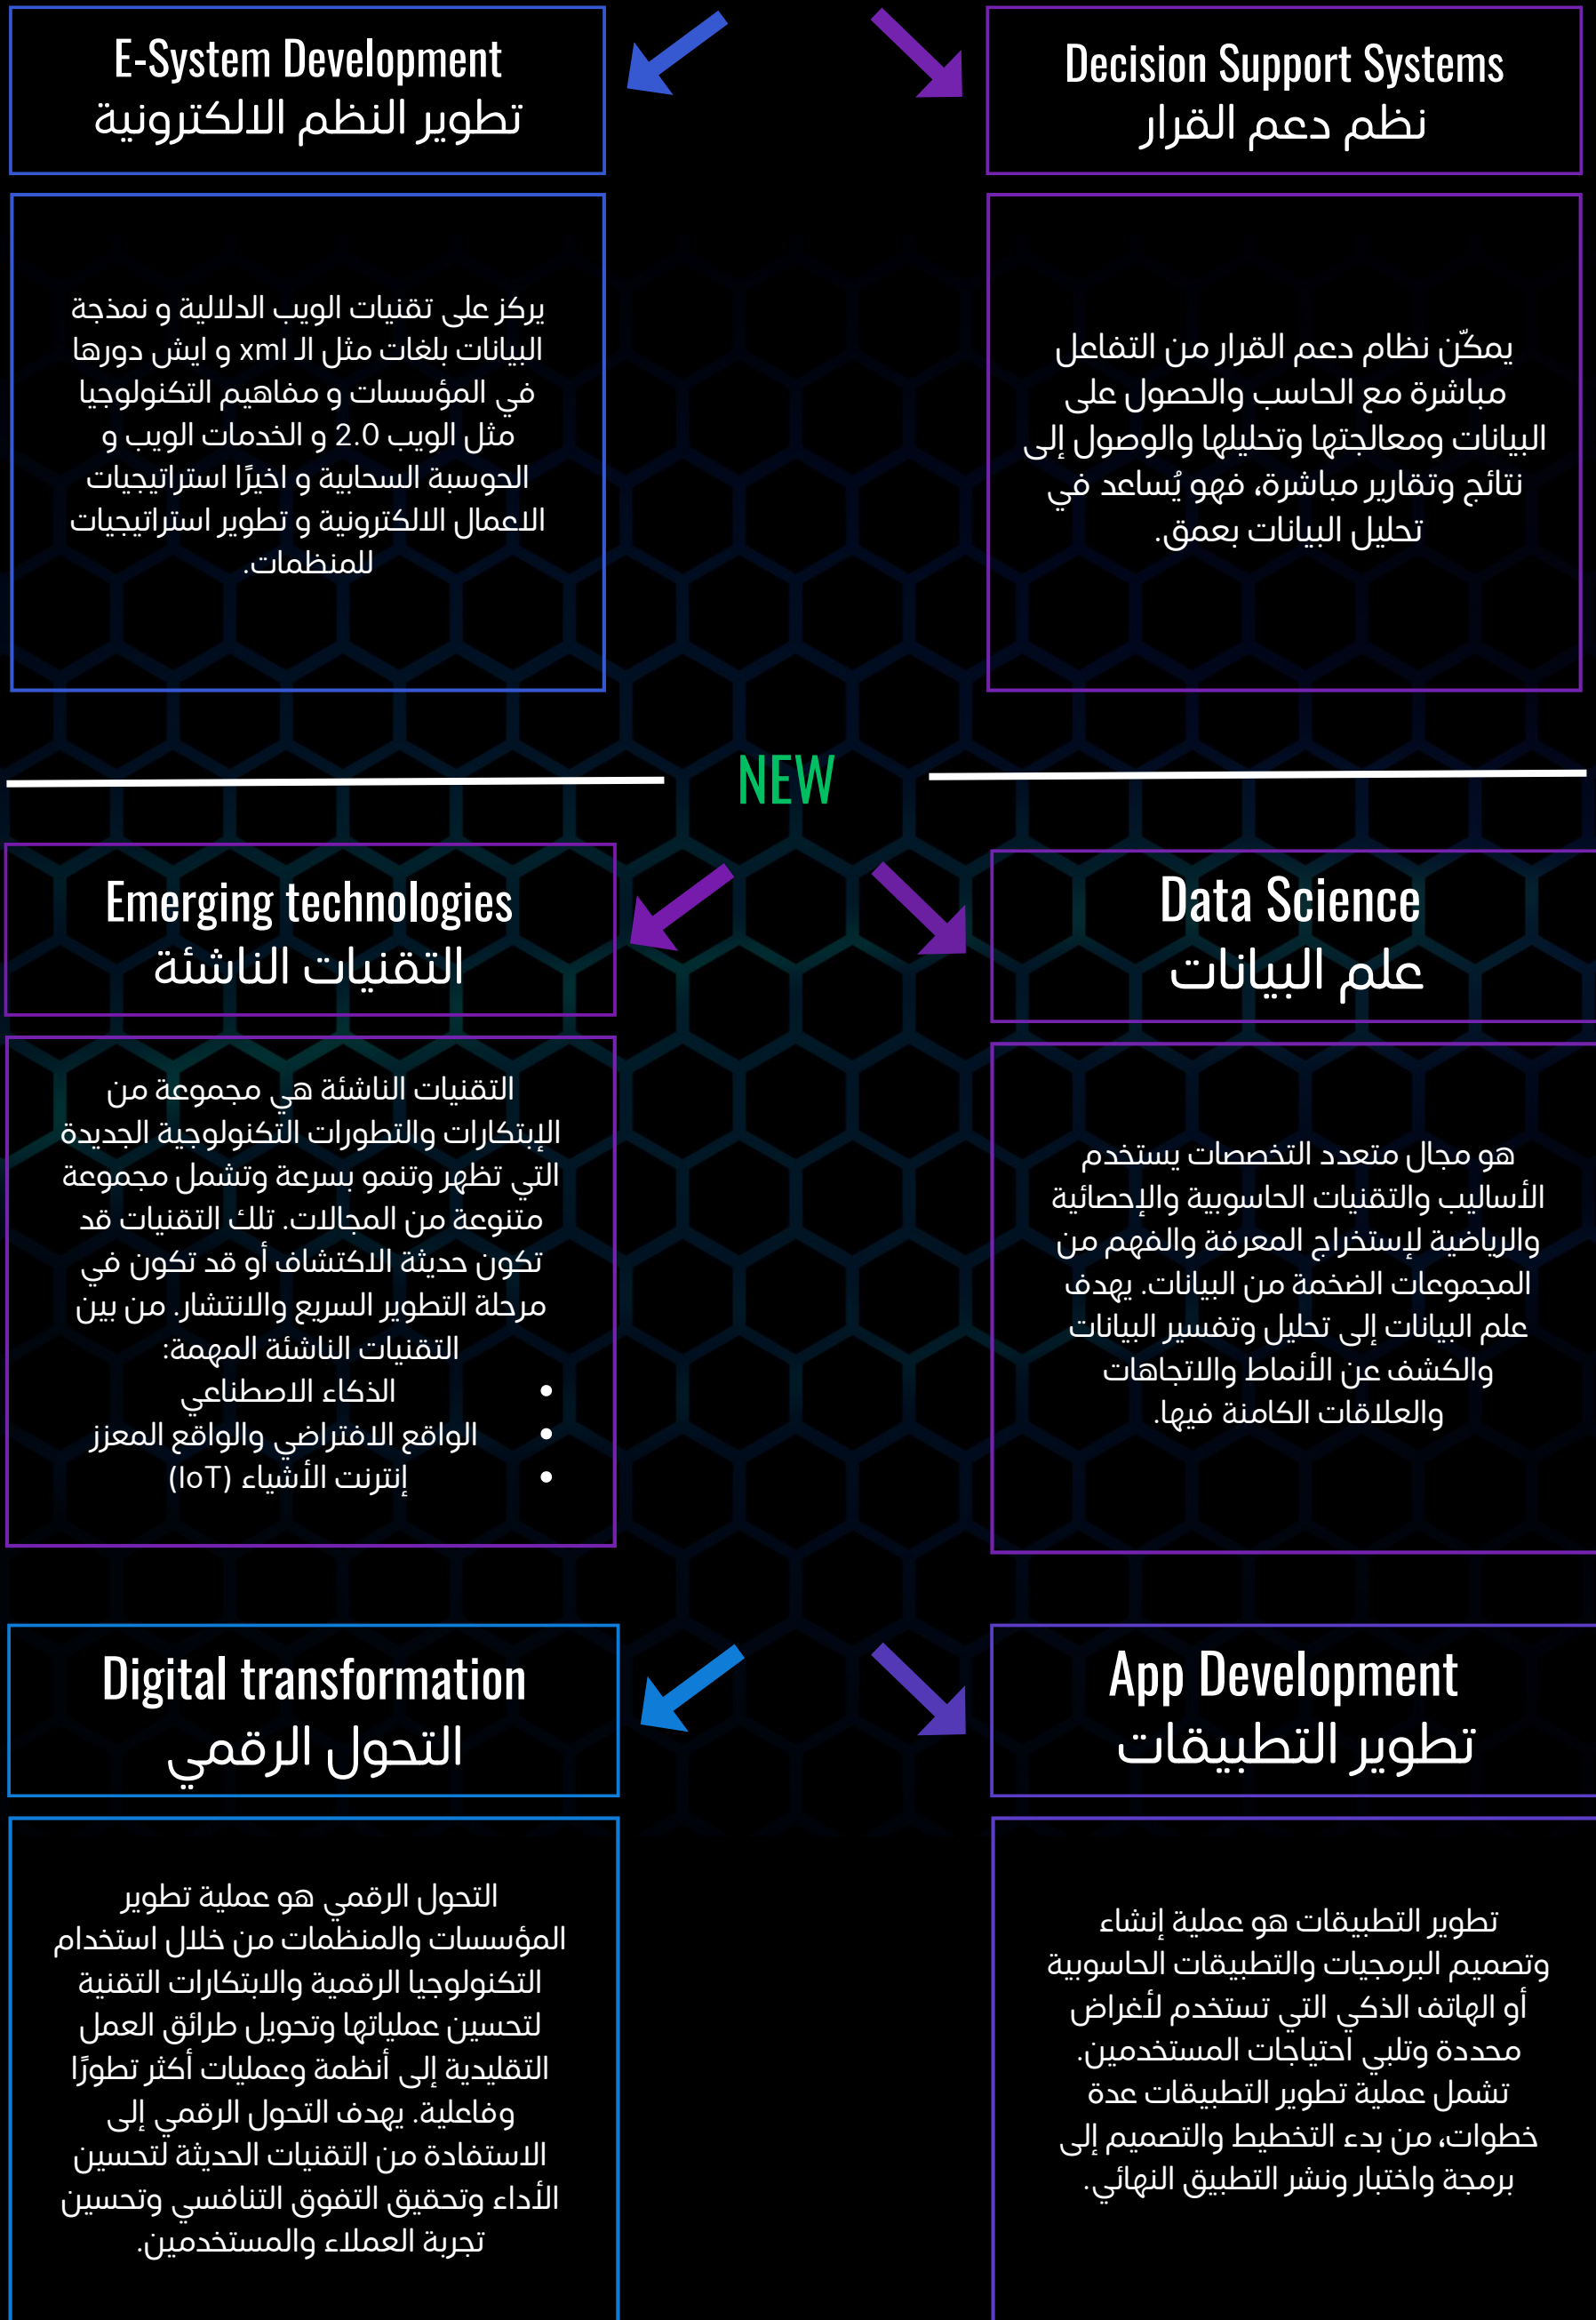 E-System Development
تطوير النظم الالكترونية
يركز على تقنيات الويب الدلالية و نمذجة
البيانات بلغات مثل الـ xml و ايش دورها
في المؤسسات و مفاهيم التكنولوجيا
مثل الويب 2.0 و الخدمات الويب و
الحوسبة السحابية و اخيرًا استراتيجيات
الاعمال الالكترونية و تطوير استراتيجيات
للمنظمات.
Decision Support Systems
نظم دعم القرار
يمكّن نظام دعم القرار من التفاعل
مباشرة مع الحاسب والحصول على
البيانات ومعالجتها وتحليلها والوصول إلى
نتائج وتقارير مباشرة، فهو يُساعد في
تحليل البيانات بعمق.
NEW
Emerging technologies
التقنيات الناشئة
التقنيات الناشئة هي مجموعة من
الإبتكارات والتطورات التكنولوجية الجديدة
التي تظهر وتنمو بسرعة وتشمل مجموعة
متنوعة من المجالات. تلك التقنيات قد
تكون حديثة الاكتشاف أو قد تكون في
مرحلة التطوير السريع والانتشار. من بين
التقنيات الناشئة المهمة:
• الذكاء الاصطناعي
• الواقع الافتراضي والواقع المعزز
• إنترنت الأشياء (IoT)
Data Science
علم البيانات
هو مجال متعدد التخصصات يستخدم
الأساليب والتقنيات الحاسوبية والإحصائية
والرياضية لإستخراج المعرفة والفهم من
المجموعات الضخمة من البيانات. يهدف
علم البيانات إلى تحليل وتفسير البيانات
والكشف عن الأنماط والاتجاهات
والعلاقات الكامنة فيها.
Digital transformation
التحول الرقمي
التحول الرقمي هو عملية تطوير
المؤسسات والمنظمات من خلال استخدام
التكنولوجيا الرقمية والابتكارات التقنية
لتحسين عملياتها وتحويل طرائق العمل
التقليدية إلى أنظمة وعمليات أكثر تطورًا
وفاعلية. يهدف التحول الرقمي إلى
الاستفادة من التقنيات الحديثة لتحسين
الأداء وتحقيق التفوق التنافسي وتحسين
تجربة العملاء والمستخدمين.
App Development
تطوير التطبيقات
تطوير التطبيقات هو عملية إنشاء
وتصميم البرمجيات والتطبيقات الحاسوبية
أو الهاتف الذكي التي تستخدم لأغراض
محددة وتلبي احتياجات المستخدمين.
تشمل عملية تطوير التطبيقات عدة
خطوات، من بدء التخطيط والتصميم إلى
برمجة واختبار ونشر التطبيق النهائي.